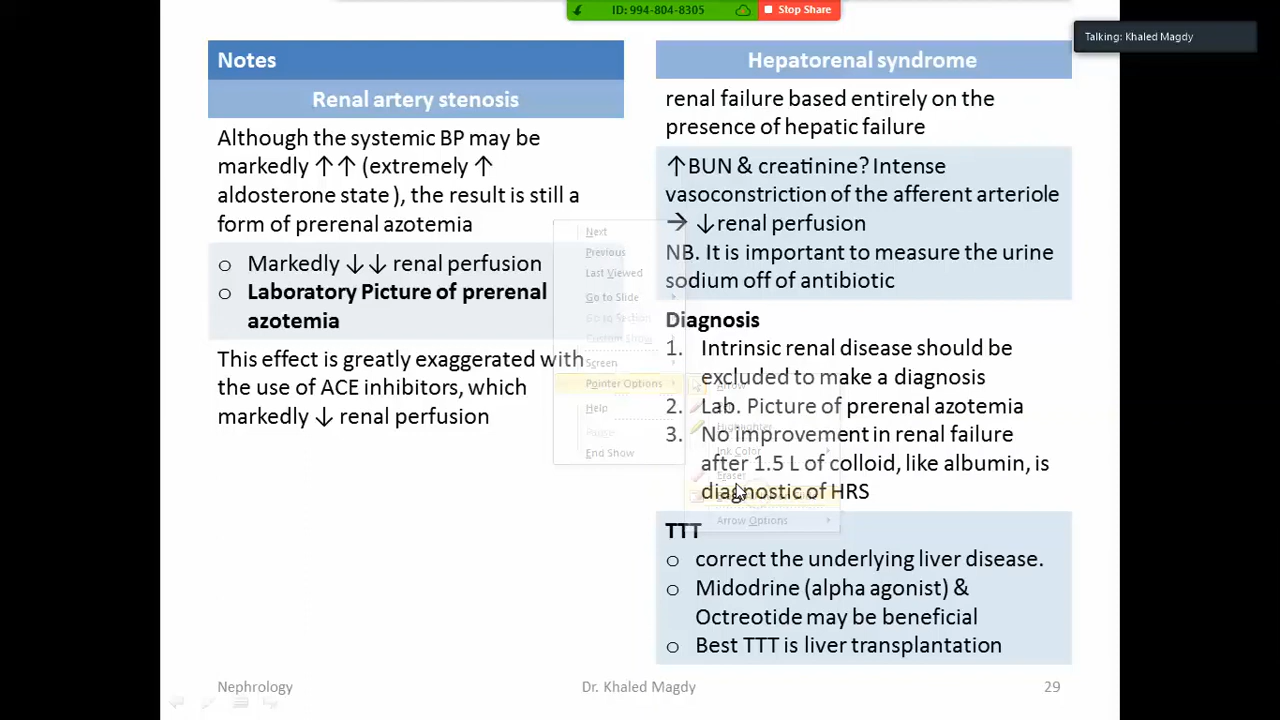 ID: 994-804-8305
Stop Share
Talking: Khaled Magdy
Notes
Renal artery stenosis
Although the systemic BP may be
markedly ↑↑ (extremely ↑
aldosterone state ), the result is still a
form of prerenal azotemia
o Markedly ↓↓ renal perfusion
o Laboratory Picture of prerenal
azotemia
This effect is greatly exaggerated with
the use of ACE inhibitors, which
markedly ↓ renal perfusion
Hepatorenal syndrome
renal failure based entirely on the
presence of hepatic failure
↑BUN & creatinine? Intense
vasoconstriction of the afferent arteriole
→ ↓renal perfusion
NB. It is important to measure the urine
sodium off of antibiotic
Diagnosis
1. Intrinsic renal disease should be
excluded to make a diagnosis
2. Lab. Picture of prerenal azotemia
3. No improvement in renal failure
after 1.5 L of colloid, like albumin, is
diagnostic of HRS
TTT
o correct the underlying liver disease.
o Midodrine (alpha agonist) &
Octreotide may be beneficial
o Best TTT is liver transplantation
Next
Previous
Last Viewed
Go to Slide
Go to Section
Custom Show
Screen
Pointer Options
Help
Pause
End Show
Arrow
Highlighter
Ink Color
Eraser
Arrow Options
Nephrology
Dr. Khaled Magdy
29